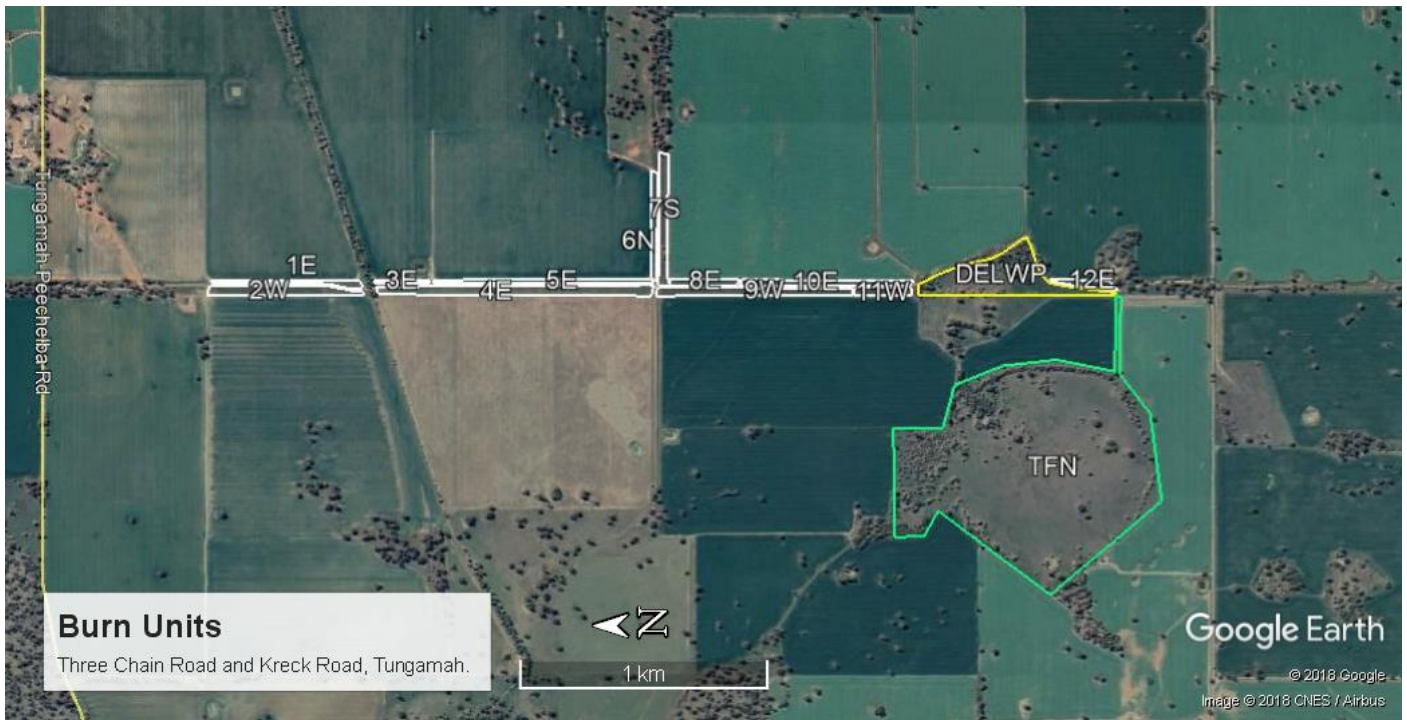 Tungamah-Peechelba Rd
1E
2W
3E
4E
5E
6N
7S
8E
9W
10E
11W
DELWP
12E
TFN
Burn Units
Three Chain Road and Kreck Road, Tungamah.
N
1 km
Google Earth
© 2018 Google
Image © 2018 CNES / Airbus